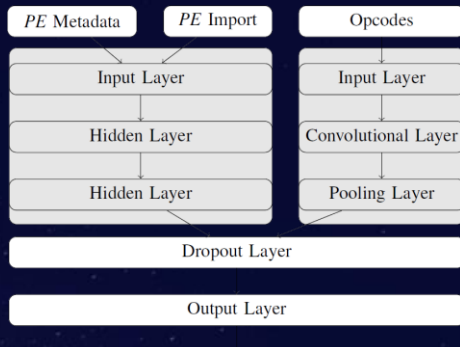 PE Metadata
PE Import
Opcodes
Input Layer
Input Layer
Hidden Layer
Convolutional Layer
Hidden Layer
Pooling Layer
Dropout Layer
Output Layer